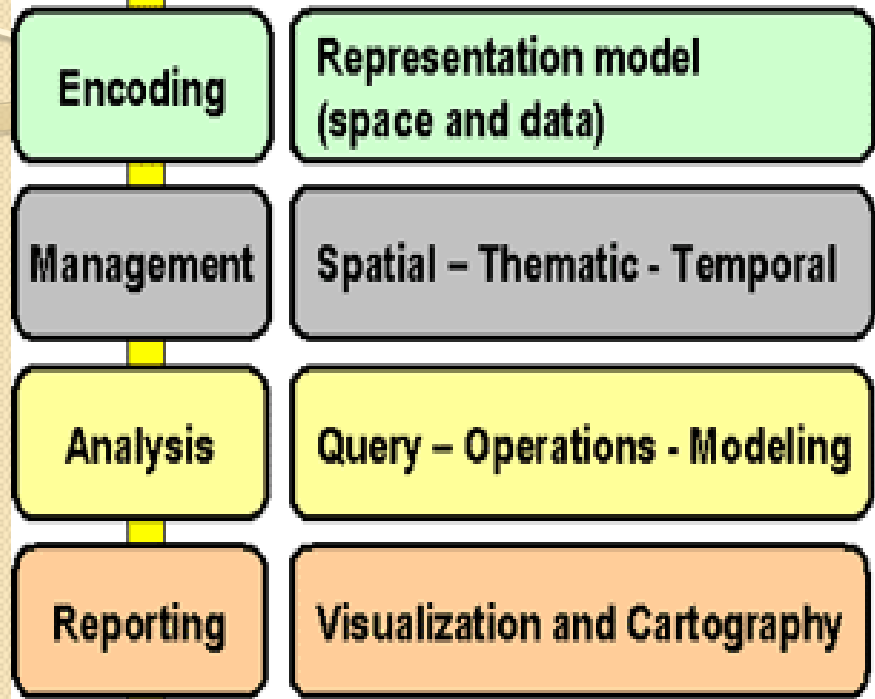 Encoding
Representation model
(space and data)
Management
Spatial – Thematic - Temporal
Analysis
Query – Operations - Modeling
Reporting
Visualization and Cartography